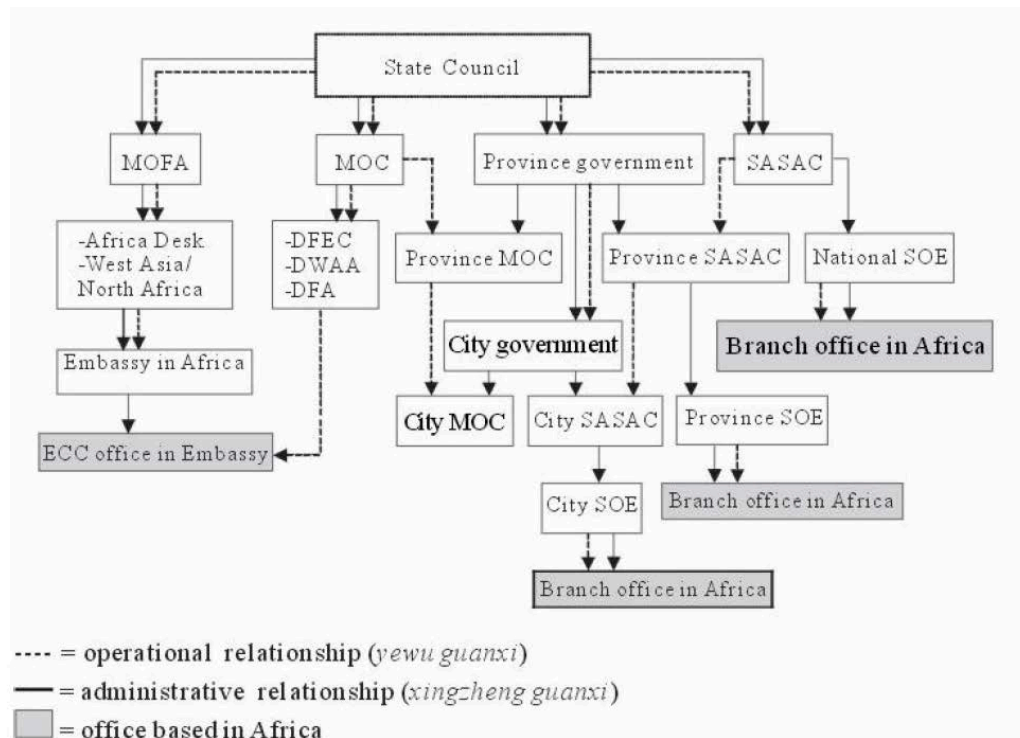 State Council
MOFA
MOC
Province government
SASAC
-Africa Desk
-West Asia/
North Africa
-DFEC
-DWAA
-DFA
Province MOC
Province SASAC
National SOE
City government
Branch office in Africa
Embassy in Africa
City MOC
City SASAC
Province SOE
ECC office in Embassy
City SOE
Branch office in Africa
Branch office in Africa
---- = operational relationship (yewu guanxi)
= administrative relationship (xingzheng guanxi)
= office based in Africa